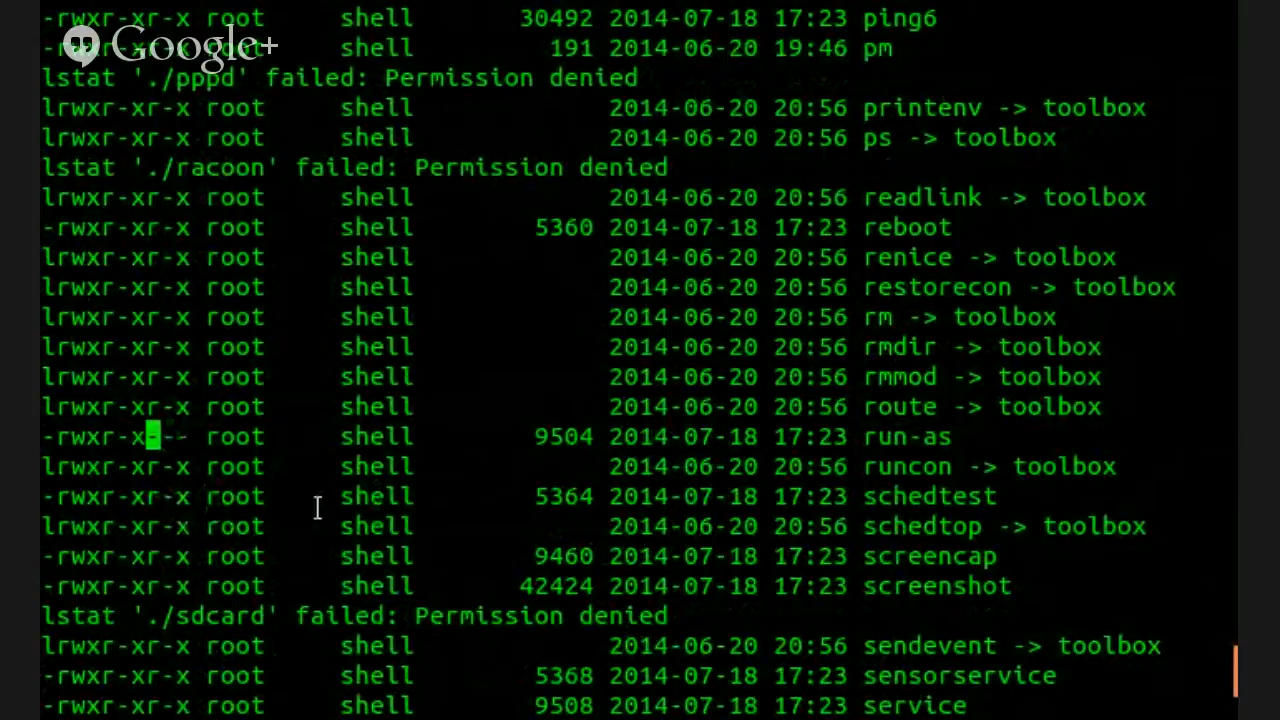 -rwxr-xr-x root shell 30492 2014-07-18 17:23 ping6
Google+
-rwxr-xr-x root shell 191 2014-06-20 19:46 pm
lstat './pppd' failed: Permission denied
lrwxr-xr-x root shell 2014-06-20 20:56 printenv -> toolbox
lrwxr-xr-x root shell 2014-06-20 20:56 ps -> toolbox
lstat './racoon' failed: Permission denied
lrwxr-xr-x root shell 2014-06-20 20:56 readlink -> toolbox
-rwxr-xr-x root shell 5360 2014-07-18 17:23 reboot
lrwxr-xr-x root shell 2014-06-20 20:56 renice -> toolbox
lrwxr-xr-x root shell 2014-06-20 20:56 restorecon -> toolbox
lrwxr-xr-x root shell 2014-06-20 20:56 rm -> toolbox
lrwxr-xr-x root shell 2014-06-20 20:56 rmdir -> toolbox
lrwxr-xr-x root shell 2014-06-20 20:56 rmmod -> toolbox
lrwxr-xr-x root shell 2014-06-20 20:56 route -> toolbox
-rwxr-x--- root shell 9504 2014-07-18 17:23 run-as
lrwxr-xr-x root shell 2014-06-20 20:56 runcon -> toolbox
-rwxr-xr-x root shell 5364 2014-07-18 17:23 schedtest
lrwxr-xr-x root shell 2014-06-20 20:56 schedtop -> toolbox
-rwxr-xr-x root shell 9460 2014-07-18 17:23 screencap
-rwxr-xr-x root shell 42424 2014-07-18 17:23 screenshot
lstat './sdcard' failed: Permission denied
lrwxr-xr-x root shell 2014-06-20 20:56 sendevent -> toolbox
-rwxr-xr-x root shell 5368 2014-07-18 17:23 sensorservice
-rwxr-xr-x root shell 9508 2014-07-18 17:23 service